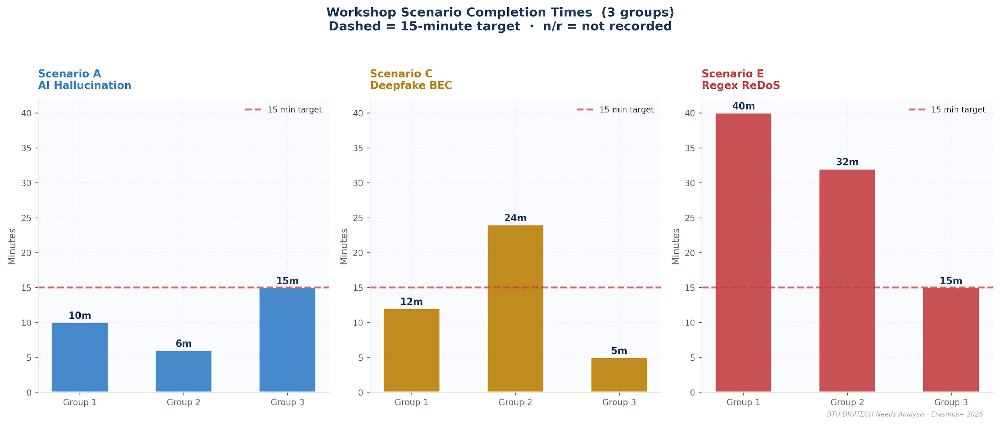 Workshop Scenario Completion Times  (3 groups)
Dashed = 15-minute target  ·  n/r = not recorded
Scenario A
AI Hallucination
15 min target
40
35
30
25
20
15
10
5
0
Minutes
10m
6m
15m
Group 1
Group 2
Group 3
Scenario C
Deepfake BEC
15 min target
40
35
30
25
20
15
10
5
0
Minutes
12m
24m
5m
Group 1
Group 2
Group 3
Scenario E
Regex ReDoS
15 min target
40
35
30
25
20
15
10
5
0
Minutes
40m
32m
15m
Group 1
Group 2
Group 3
BTU DIGITECH Needs Analysis · Erasmus+ 2026